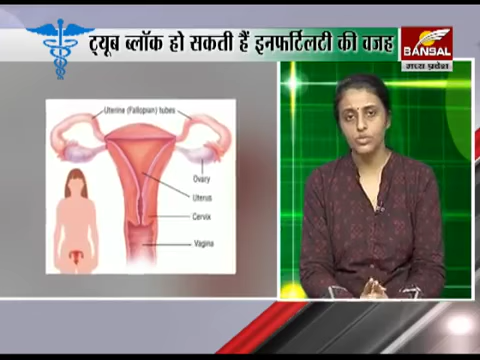 ट्यूब ब्लॉक हो सकती हैं इनफर्टिलटी की वजह
BANSAL
मध्य प्रदेश
Uterine (Fallopian) tubes
Ovary
Uterus
Cervix
Vagina